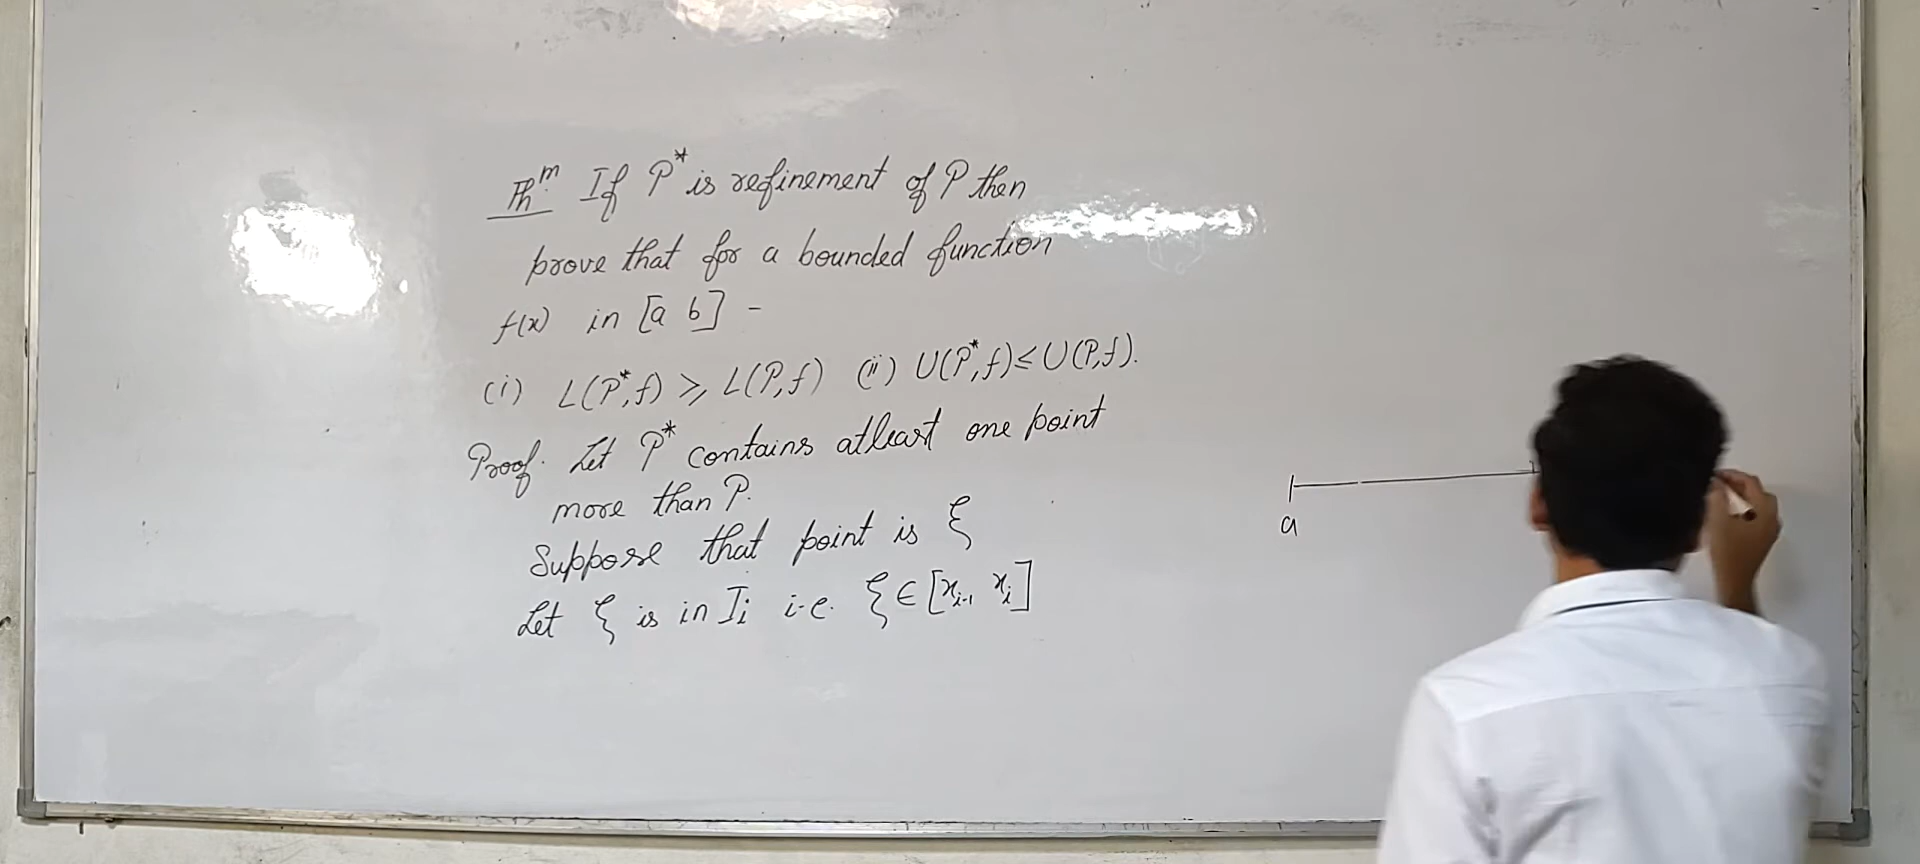 Thm If P* is refinement of P then
prove that for a bounded function
f(x) in [a b] -
(i) L(P*,f) ⩾ L(P,f) (ii) U(P*,f) ≤ U(P,f).
Proof. Let P* contains atleast one point
more than P.
Suppose that point is ξ
Let ξ is in Ii i.e. ξ ∈ [xi-1 xi]
a